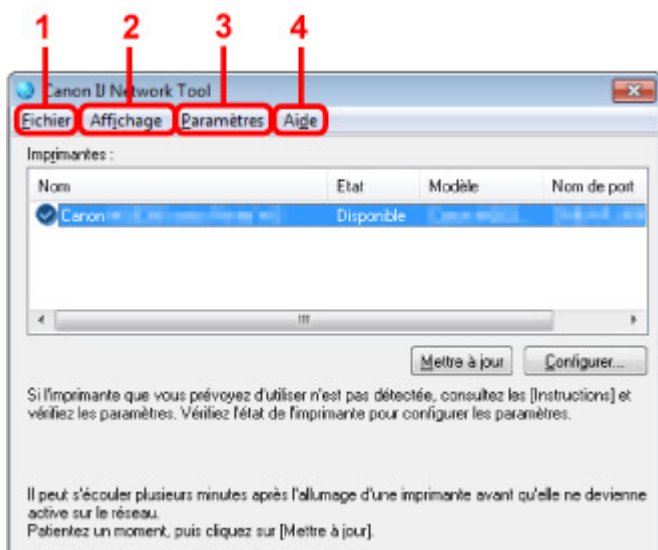 1 2 3 4
Canon IJ Network Tool
Fichier Affichage Paramètres Aide
Imprimantes :
Nom Etat Modèle Nom de port
Canon Disponible
Mettre à jour Configurer...
Si l'imprimante que vous prévoyez d'utiliser n'est pas détectée, consultez les [Instructions] et
vérifiez les paramètres. Vérifiez l'état de l'imprimante pour configurer les paramètres.
Il peut s'écouler plusieurs minutes après l'allumage d'une imprimante avant qu'elle ne devienne
active sur le réseau.
Patientez un moment, puis cliquez sur [Mettre à jour].